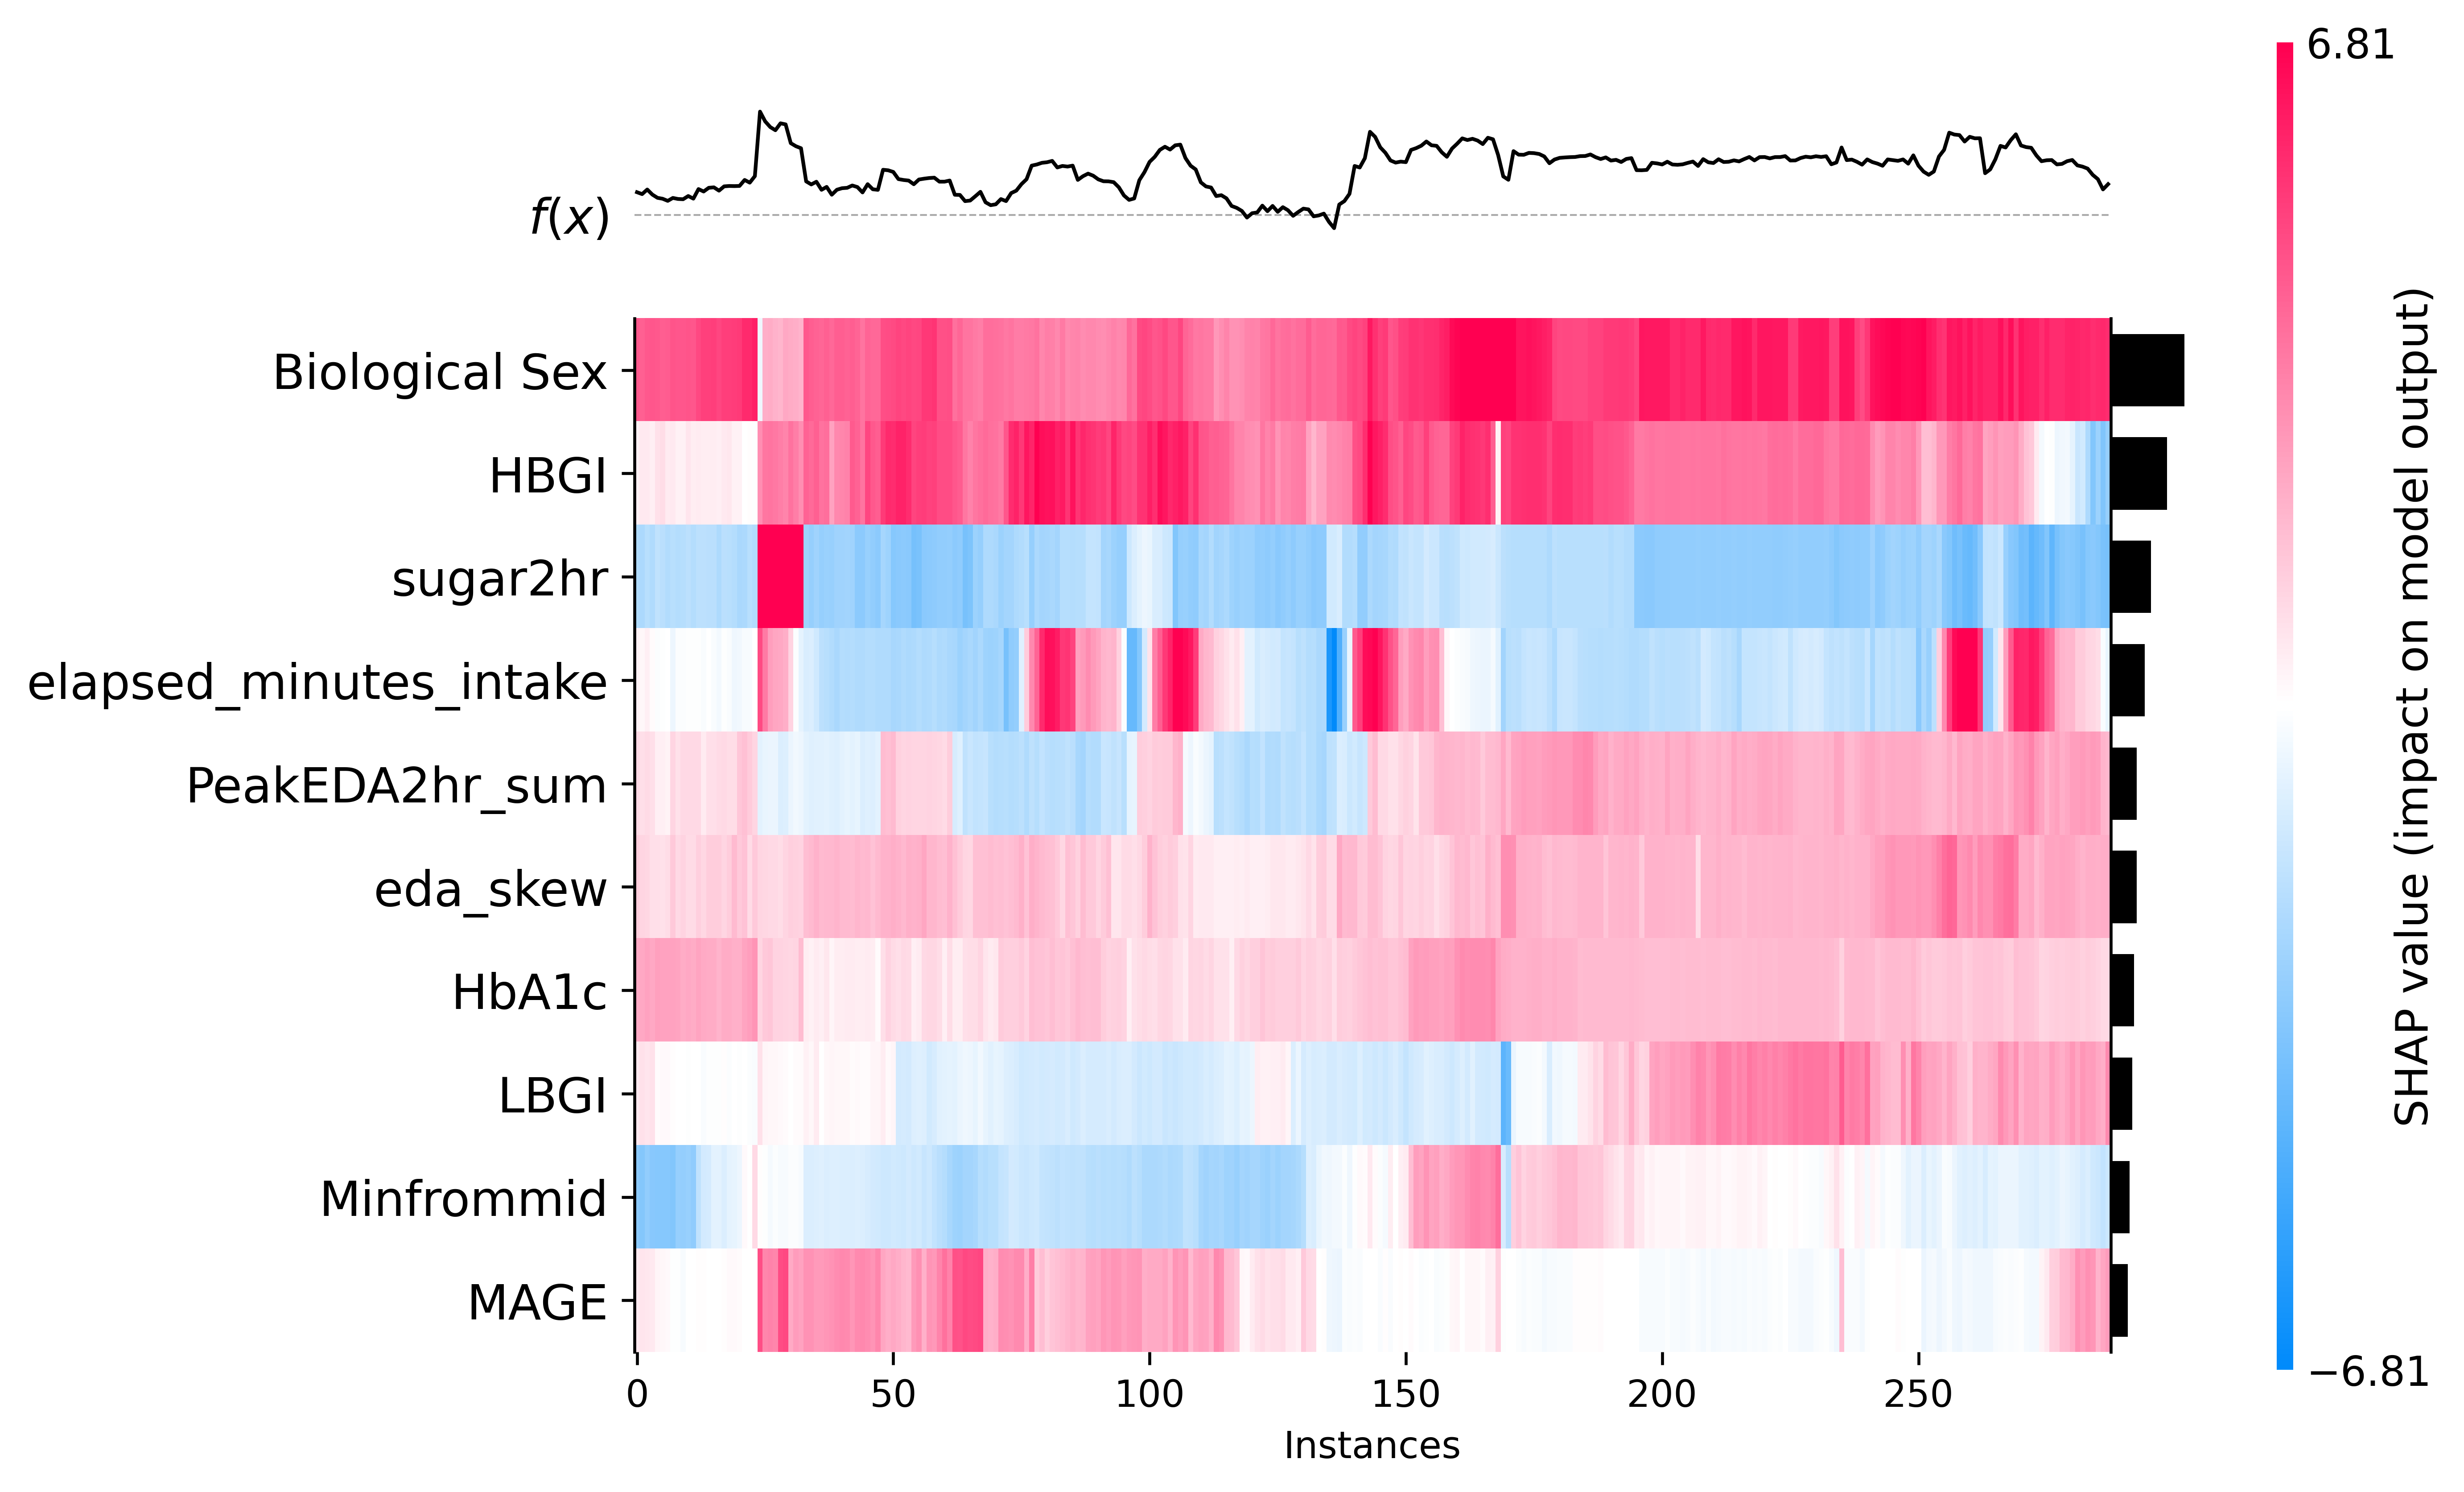 6.81
f(x)
Biological Sex
HBGI
sugar2hr
elapsed_minutes_intake
PeakEDA2hr_sum
eda_skew
HbA1c
LBGI
Minfrommid
MAGE
0 50 100 150 200 250
Instances
SHAP value (impact on model output)
−6.81